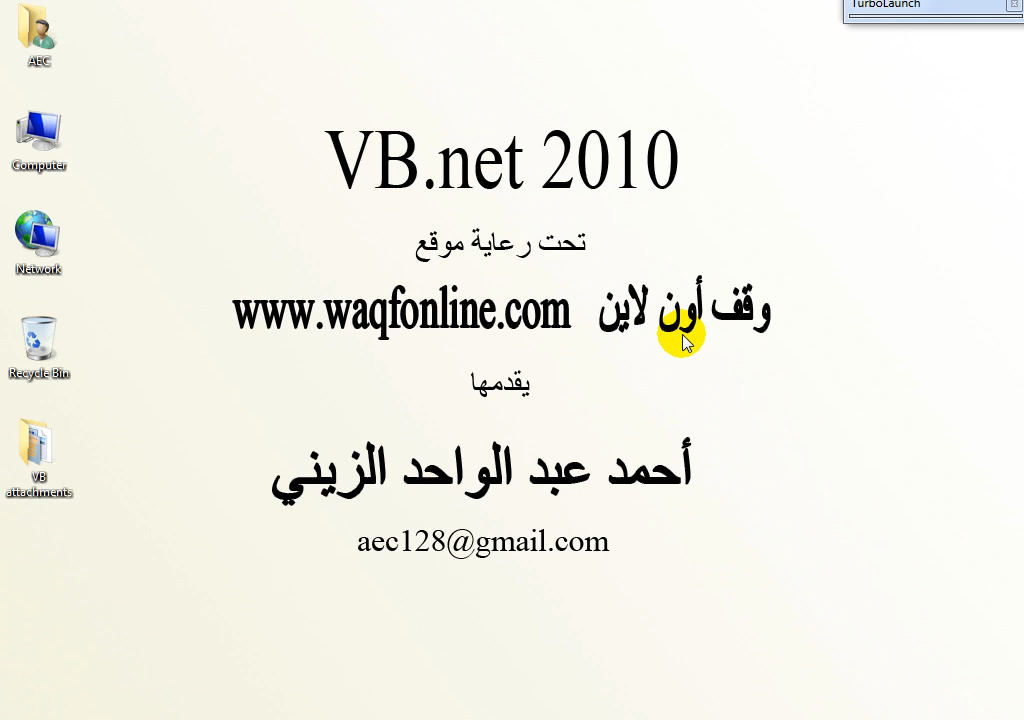 TurboLaunch
AEC
Computer
Network
Recycle Bin
VB
attachments
VB.net 2010
تحت رعاية موقع
وقف أون لاين www.waqfonline.com
يقدمها
أحمد عبد الواحد الزيني
aec128@gmail.com